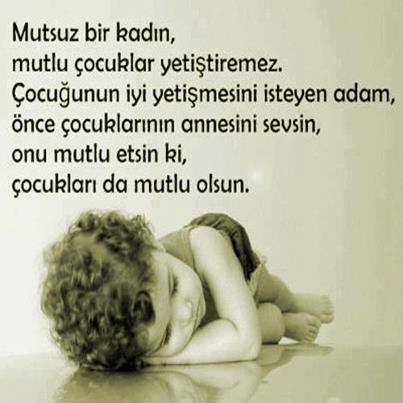 Mutsuz bir kadın,
mutlu çocuklar yetiştiremez.
Çocuğunun iyi yetişmesini isteyen adam,
önce çocuklarının annesini sevsin,
onu mutlu etsin ki,
çocukları da mutlu olsun.